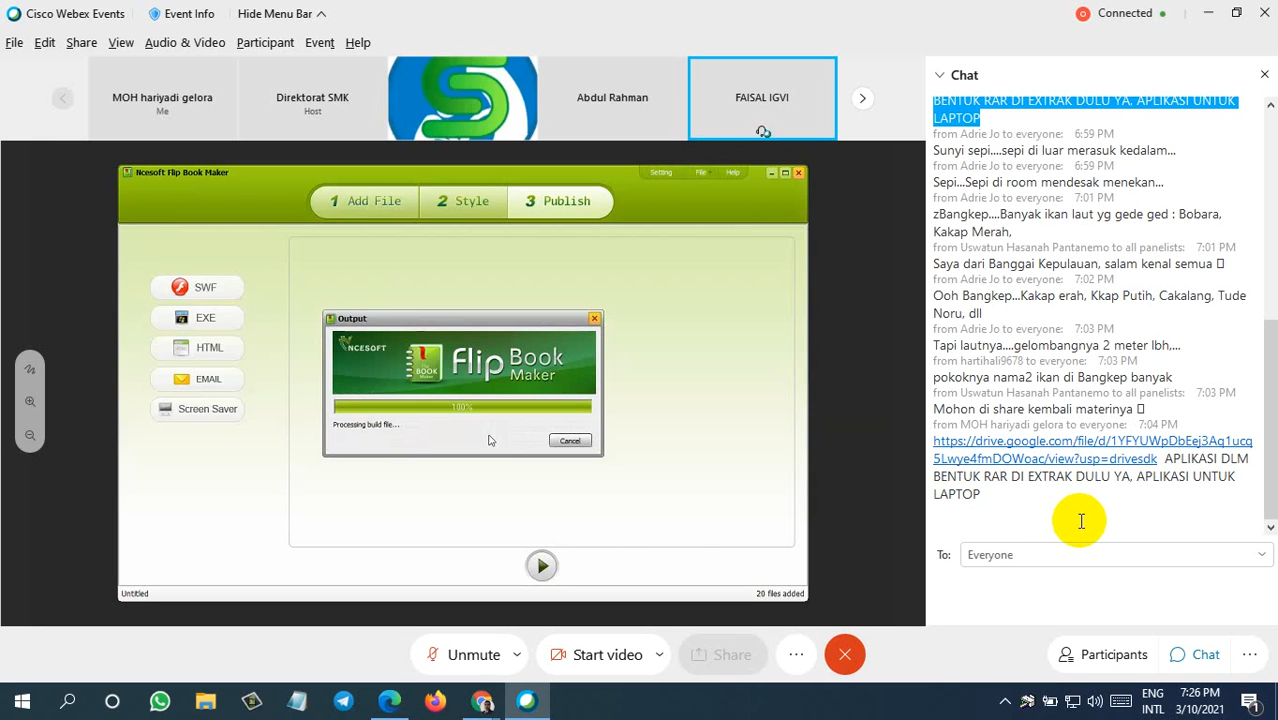 Cisco Webex Events
Event Info
Hide Menu Bar
Connected
File Edit Share View Audio & Video Participant Event Help
MOH hariyadi gelora
Me
Direktorat SMK
Host
Abdul Rahman
FAISAL IGVI
Ncesoft Flip Book Maker
Setting File Help
1 Add File
2 Style
3 Publish
SWF
EXE
HTML
EMAIL
Screen Saver
Output
NCESOFT
BOOK
Maker
Flip Book
Maker
100%
Processing build file...
Cancel
Untitled
20 files added
Chat
BENTUK RAR DI EXTRAK DULU YA, APLIKASI UNTUK
LAPTOP
from Adrie Jo to everyone: 6:59 PM
Sunyi sepi....sepi di luar merasuk kedalam...
from Adrie Jo to everyone: 6:59 PM
Sepi...Sepi di room mendesak menekan...
from Adrie Jo to everyone: 7:01 PM
zBangkep....Banyak ikan laut yg gede ged : Bobara,
Kakap Merah,
from Uswatun Hasanah Pantanemo to all panelists: 7:01 PM
Saya dari Banggai Kepulauan, salam kenal semua
from Adrie Jo to everyone: 7:02 PM
Ooh Bangkep...Kakap erah, Kkap Putih, Cakalang, Tude
Noru, dll
from Adrie Jo to everyone: 7:03 PM
Tapi lautnya....gelombangnya 2 meter lbh,...
from hartihali9678 to everyone: 7:03 PM
pokoknya nama2 ikan di Bangkep banyak
from Uswatun Hasanah Pantanemo to all panelists: 7:03 PM
Mohon di share kembali materinya
from MOH hariyadi gelora to everyone: 7:04 PM
https://drive.google.com/file/d/1YFYUWpDbEej3Aq1ucq
5Lwye4fmDOWoac/view?usp=drivesdk APLIKASI DLM
BENTUK RAR DI EXTRAK DULU YA, APLIKASI UNTUK
LAPTOP
To: Everyone
Unmute
Start video
Share
Participants
Chat
ENG
INTL
7:26 PM
3/10/2021
1